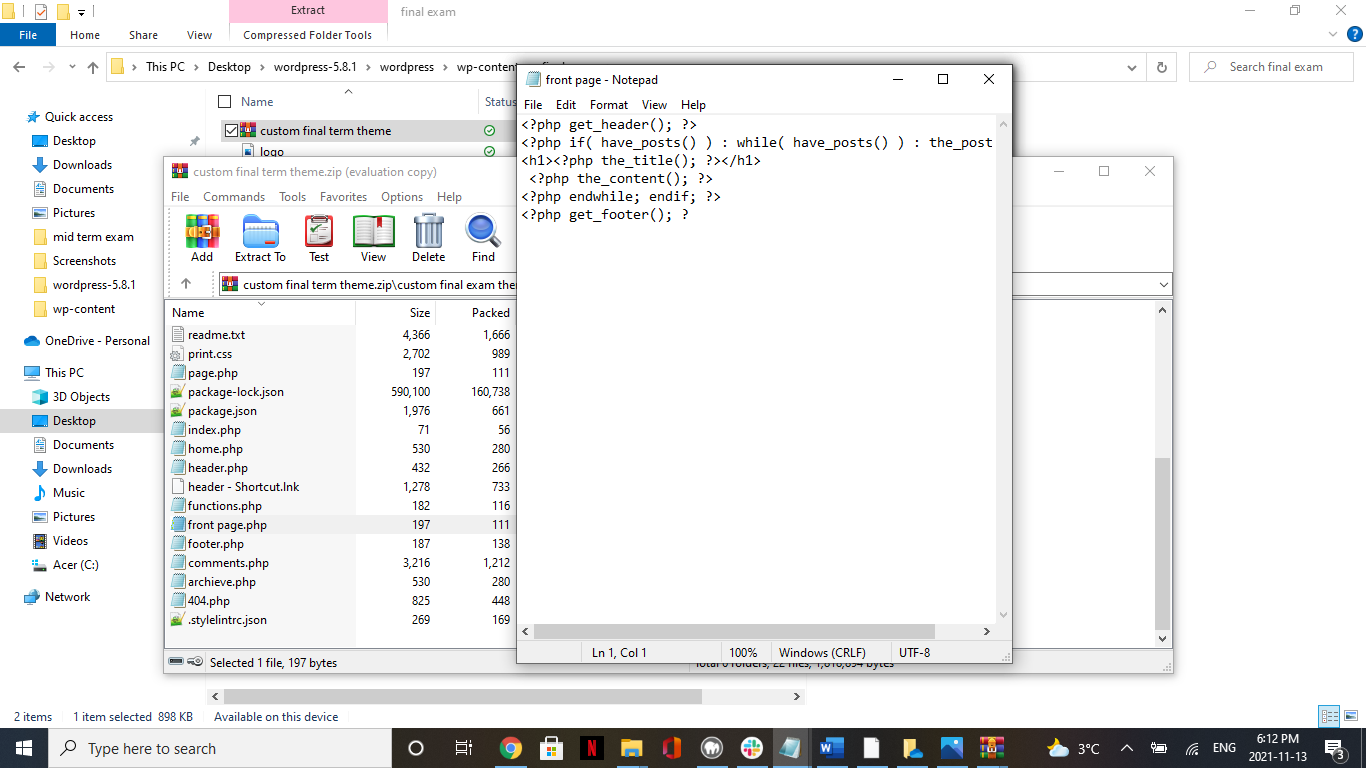 Extract
final exam
File Home Share View Compressed Folder Tools
This PC Desktop wordpress-5.8.1 wordpress
Search final exam
Name Status
custom final term theme
logo
Quick access
Desktop
Downloads
Documents
Pictures
mid term exam
Screenshots
wordpress-5.8.1
wp-content
OneDrive - Personal
This PC
3D Objects
Desktop
Documents
Downloads
Music
Pictures
Videos
Acer (C:)
Network
custom final term theme.zip (evaluation copy)
File Commands Tools Favorites Options Help
Add Extract To Test View Delete Find
custom final term theme.zip\custom final exam the
Name Size Packed
readme.txt 4,366 1,666
print.css 2,702 989
page.php 197 111
package-lock.json 590,100 160,738
package.json 1,976 661
index.php 71 56
home.php 530 280
header.php 432 266
header - Shortcut.lnk 1,278 733
functions.php 182 116
front page.php 197 111
footer.php 187 138
comments.php 3,216 1,212
archieve.php 530 280
404.php 825 448
.stylelintrc.json 269 169
Selected 1 file, 197 bytes
front page - Notepad
File Edit Format View Help
<?php get_header(); ?>
<?php if( have_posts() ) : while( have_posts() ) : the_post
<h1><?php the_title(); ?></h1>
<?php the_content(); ?>
<?php endwhile; endif; ?>
<?php get_footer(); ?
Ln 1, Col 1 100% Windows (CRLF) UTF-8
2 items 1 item selected 898 KB Available on this device
Type here to search
3°C ENG 6:12 PM
2021-11-13
3